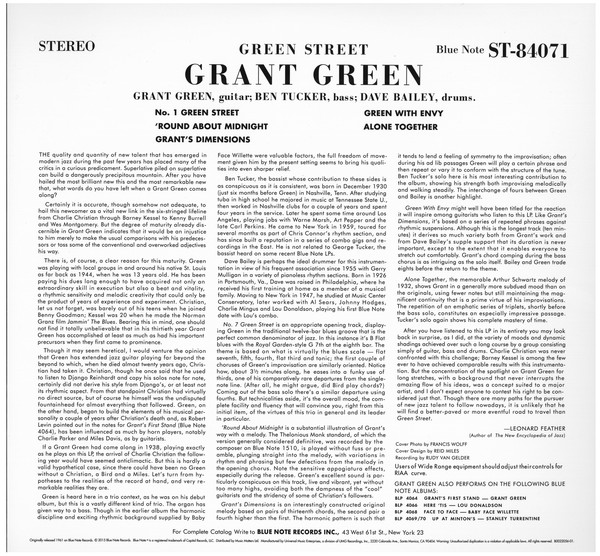 STEREO
GREEN STREET
Blue Note ST-84071
GRANT GREEN
GRANT GREEN, guitar; BEN TUCKER, bass; DAVE BAILEY, drums.
No. 1 GREEN STREET
'ROUND ABOUT MIDNIGHT
GRANT'S DIMENSIONS
GREEN WITH ENVY
ALONE TOGETHER
THE quality and quantity of new talent that has emerged in
modern jazz during the past few years has placed many of the
critics in a curious predicament. Superlative piled on superlative
can build a dangerously precipitous mountain. After you have
hailed the most brilliant new this and the most remarkable new
that, what words do you have left when a Grant Green comes
along?
Certainly it is accurate, though somehow not adequate, to
hail this newcomer as a vital new link in the six-stringed lifeline
from Charlie Christian through Barney Kessel to Kenny Burrell
and Wes Montgomery. But the degree of maturity already dis-
cernible in Grant Green indicates that it would be an injustice
to him merely to make the usual comparisons with the predeces-
sors or toss some of the conventional and overworked adjectives
his way.
There is, of course, a clear reason for this maturity. Green
was playing with local groups in and around his native St. Louis
as far back as 1944, when he was 13 years old. He has been
paying his dues long enough to have acquired not only an
extraordinary skill in execution but also a beat and vitality,
a rhythmic sensitivity and melodic creativity that could only be
the product of years of experience and experiment. Christian,
let us not forget, was barely out of his teens when he joined
Benny Goodman; Kessel was 20 when he made the Norman
Granz film Jammin' The Blues. Bearing this in mind, one should
not find it totally unbelievable that in his thirtieth year Grant
Green has accomplished at least as much as had his important
precursors when they first came to prominence.
Though it may seem heretical, I would venture the opinion
that Green has extended jazz guitar playing far beyond the
beyond to which, when he died almost twenty years ago, Chris-
tian had taken it. Christian, though he once said that he used
to listen to Django Reinhardt and copy his solos note for note,
certainly did not derive his style from Django's, or at least not
its rhythmic aspect. From that standpoint Christian had virtually
no direct source, but of course he himself was the undisputed
fountainhead for almost everything that followed. Green, on
the other hand, began to build the elements of his musical per-
sonality a couple of years after Christian's death and, as Robert
Levin pointed out in the notes for Grant's First Stand (Blue Note
4064), has been influenced as much by horn players, notably
Charlie Parker and Miles Davis, as by guitarists.
If a Grant Green had come along in 1938, playing exactly
as he plays on this LP, the arrival of Charlie Christian the follow-
ing year would have seemed anticlimactic. But this is hardly a
valid hypothetical case, since there could have been no Green
without a Christian, a Bird and a Miles. Let's turn from hy-
potheses to the realities of the record at hand, and very re-
markable realities they are.
Green is heard here in a trio context, as he was on his debut
album, but this is a vastly different kind of trio. The organ has
given way to a bass. Though in the earlier album the harmonic
discipline and exciting rhythmic background supplied by Baby
Face Willette were valuable factors, the full freedom of move-
ment given him by the present setting seems to bring his quali-
ties into even sharper relief.
Ben Tucker, the bassist whose contribution to these sides is
as conspicuous as it is consistent, was born in December 1930
(just six months before Green) in Nashville, Tenn. After studying
tuba in high school he majored in music at Tennessee State U.,
then worked in Nashville clubs for a couple of years and spent
four years in the service. Later he spent some time around Los
Angeles, playing jobs with Warne Marsh, Art Pepper and the
late Carl Perkins. He came to New York in 1959, toured for
several months as part of Chris Connor's rhythm section, and
has since built a reputation in a series of combo gigs and re-
cordings in the East. He is not related to George Tucker, the
bassist heard on some recent Blue Note LPs.
Dave Bailey is perhaps the ideal drummer for this instrumen-
tation in view of his frequent association since 1955 with Gerry
Mulligan in a variety of pianoless rhythm sections. Born in 1926
in Portsmouth, Va., Dave was raised in Philadelphia, where he
received his first training at home as a member of a musical
family. Moving to New York in 1947, he studied at Music Center
Conservatory, later worked with Al Sears, Johnny Hodges,
Charlie Mingus and Lou Donaldson, playing his first Blue Note
date with Lou's combo.
No. 1 Green Street is an appropriate opening track, display-
ing Green in the traditional twelve-bar blues groove that is the
perfect common denominator of jazz. In this instance it's B Flat
blues with the Royal Garden-style G 7th at the eighth bar. The
theme is based on what is virtually the blues scale — flat
seventh, fifth, fourth, flat third and tonic; the first couple of
choruses of Green's improvisation are similarly oriented. Notice
how, about 3½ minutes along, he eases into a funky use of
thirds, one of his comparatively rare departures from the single-
note line. (After all, he might argue, did Bird play chords?)
Coming out of the bass solo there's a similar departure using
fourths. But technicalities aside, it's the overall mood, the com-
plete facility and fluency that will convince you, right from this
initial item, of the virtues of this trio in general and its leader
in particular.
'Round About Midnight is a substantial illustration of Grant's
way with a melody. The Thelonious Monk standard, of which the
version generally considered definitive, was recorded by the
composer on Blue Note 1510, is played without fuss or pre-
amble, plunging straight into the melody, with variations in
rhythm and phrasing but few defections from the melody in
the opening chorus. Note the sensitive appoggiatura effects,
especially during the release. Green's excellent sound is par-
ticularly conspicuous on this track, live and vibrant, yet without
too many highs, avoiding both the dampness of the "cool"
guitarists and the stridency of some of Christian's followers.
Grant's Dimensions is an interestingly constructed original
melody based on pairs of thirteenth chords, the second pair a
fourth higher than the first. The harmonic pattern is such that
it tends to lend a feeling of symmetry to the improvisation; often
during his ad lib passages Green will play a certain phrase and
then repeat or vary it to conform with the structure of the tune.
Ben Tucker's solo here is his most interesting contribution to
the album, showing his strength both improvising melodically
and walking steadily. The interchange of fours between Green
and Bailey is another highlight.
Green With Envy might well have been titled for the reaction
it will inspire among guitarists who listen to this LP. Like Grant's
Dimensions, it's based on a series of repeated phrases against
rhythmic suspensions. Although this is the longest track (ten min-
utes) it derives so much variety both from Grant's work and
from Dave Bailey's supple support that its duration is never
important, except to the extent that it enables everyone to
stretch out comfortably. Grant's chord comping during the bass
chorus is as intriguing as the solo itself. Bailey and Green trade
eights before the return to the theme.
Alone Together, the memorable Arthur Schwartz melody of
1932, shows Grant in a generally more subdued mood than on
the originals, using fewer notes but still maintaining the mag-
nificent continuity that is a prime virtue of his improvisations.
The repetition of an emphatic series of triplets, shortly before
the bass solo, constitutes an especially impressive passage.
Tucker's solo again shows his complete mastery of time.
After you have listened to this LP in its entirety you may look
back in surprise, as I did, at the variety of moods and dynamic
shadings achieved over such a long course by a group consisting
simply of guitar, bass and drums. Charlie Christian was never
confronted with this challenge; Barney Kessel is among the few
ever to have achieved comparable results with this instrumenta-
tion. But the concentration of the spotlight on Grant Green for
long stretches, with a background that never interrupts the
amazing flow of his ideas, was a concept suited to a major
artist, and I don't expect anyone to contest his right to be con-
sidered just that. Though there are many paths for the pursuer
of new jazz talent to follow nowadays, it is unlikely that he
will find a better-paved or more eventful road to travel than
Green Street.
—LEONARD FEATHER
(Author of The New Encyclopedia of Jazz)
Cover Photo by FRANCIS WOLFF
Cover Design by REID MILES
Recording by RUDY VAN GELDER
Users of Wide Range equipment should adjust their controls for
RIAA curve.
GRANT GREEN ALSO PERFORMS ON THE FOLLOWING BLUE
NOTE ALBUMS:
BLP 4064 GRANT'S FIRST STAND — GRANT GREEN
BLP 4066 HERE 'TIS — LOU DONALDSON
BLP 4068 FACE TO FACE — BABY FACE WILLETTE
BLP 4069/70 UP AT MINTON'S — STANLEY TURRENTINE
For Complete Catalog Write to BLUE NOTE RECORDS INC., 43 West 61st St., New York 23